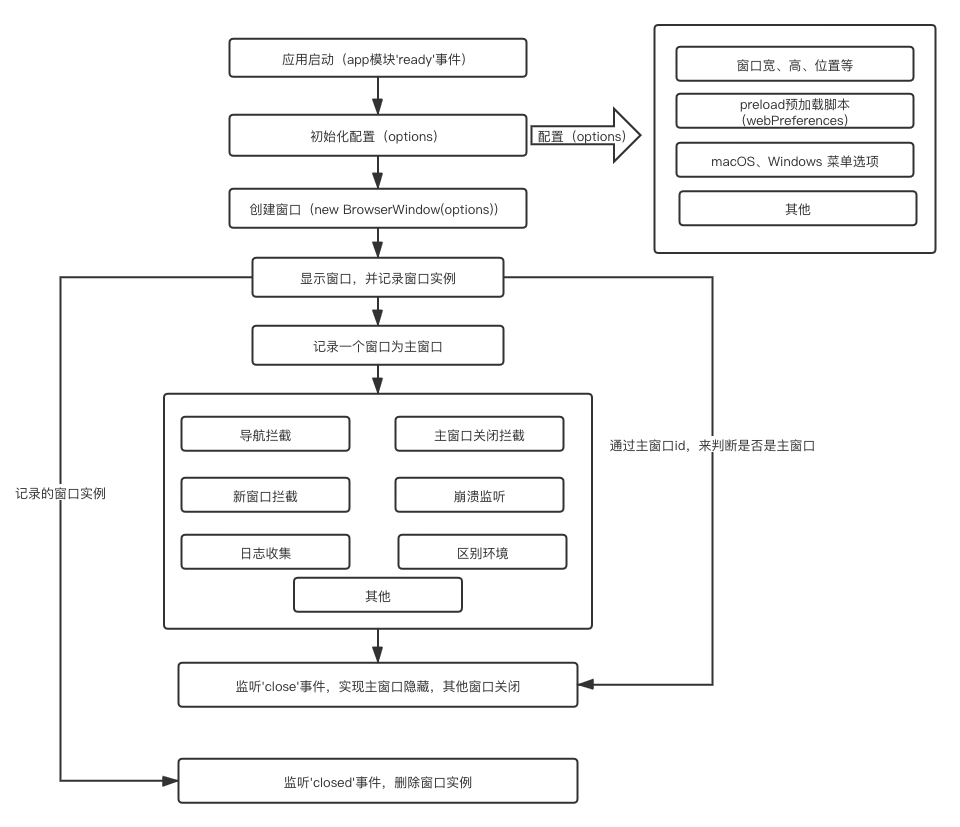 应用启动（app模块'ready'事件）
初始化配置（options）
配置（options）
窗口宽、高、位置等
preload预加载脚本
（webPreferences）
macOS、Windows 菜单选项
其他
创建窗口（new BrowserWindow(options)）
显示窗口，并记录窗口实例
记录一个窗口为主窗口
导航拦截
主窗口关闭拦截
新窗口拦截
崩溃监听
日志收集
区别环境
其他
通过主窗口id，来判断是否是主窗口
记录的窗口实例
监听'close'事件，实现主窗口隐藏，其他窗口关闭
监听'closed'事件，删除窗口实例